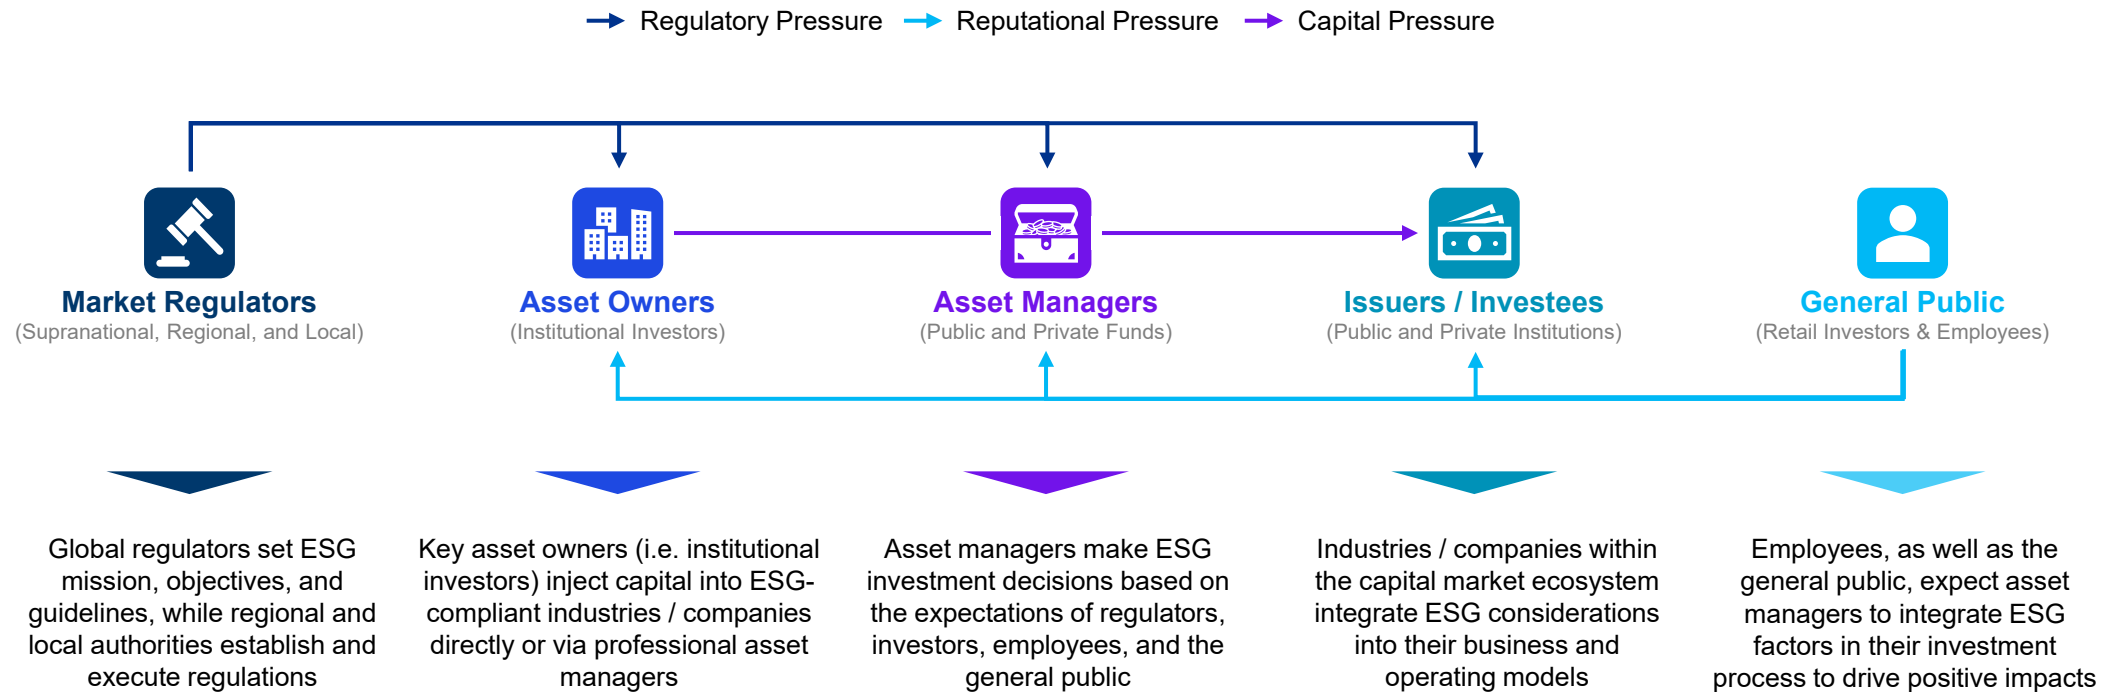 Regulatory Pressure
Reputational Pressure
Capital Pressure
Market Regulators
(Supranational, Regional, and Local)
Asset Owners
(Institutional Investors)
Asset Managers
(Public and Private Funds)
Issuers / Investees
(Public and Private Institutions)
General Public
(Retail Investors & Employees)
Global regulators set ESG
mission, objectives, and
guidelines, while regional and
local authorities establish and
execute regulations
Key asset owners (i.e. institutional
investors) inject capital into ESG-
compliant industries / companies
directly or via professional asset
managers
Asset managers make ESG
investment decisions based on
the expectations of regulators,
investors, employees, and the
general public
Industries / companies within
the capital market ecosystem
integrate ESG considerations
into their business and
operating models
Employees, as well as the
general public, expect asset
managers to integrate ESG
factors in their investment
process to drive positive impacts